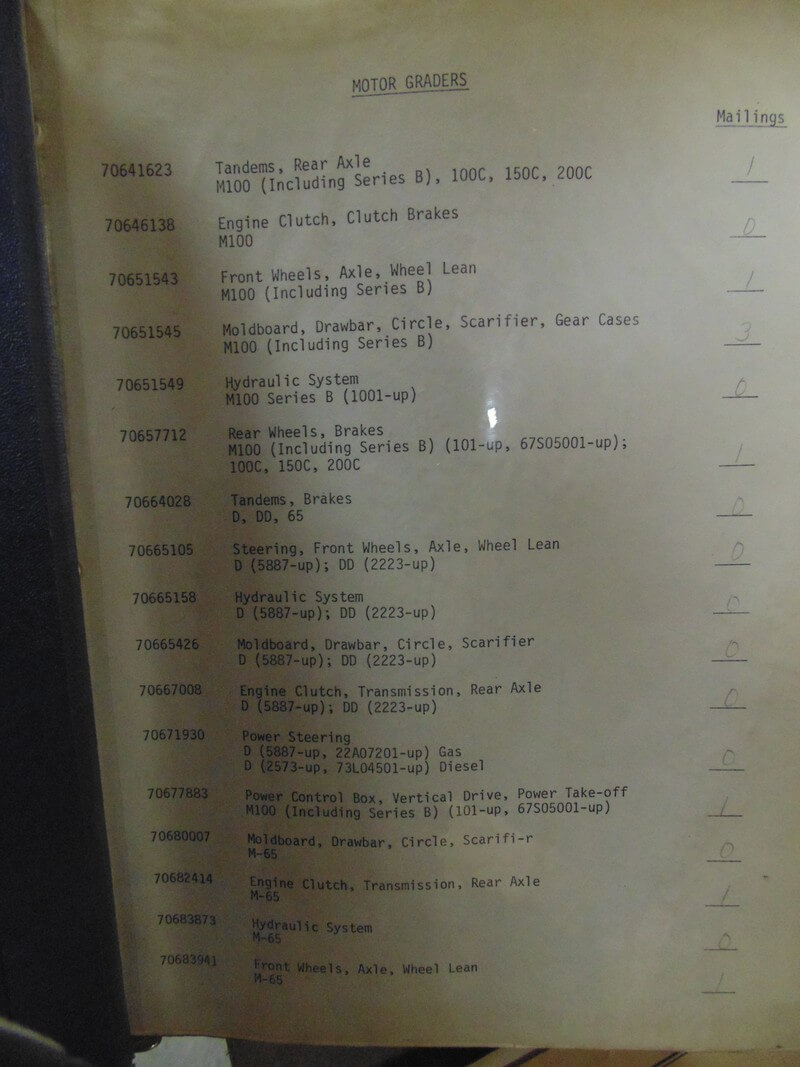 MOTOR GRADERS
Mailings
70641623 Tandems, Rear Axle 1
M100 (Including Series B), 100C, 150C, 200C
70646138 Engine Clutch, Clutch Brakes 0
M100
70651543 Front Wheels, Axle, Wheel Lean 1
M100 (Including Series B)
70651545 Moldboard, Drawbar, Circle, Scarifier, Gear Cases 3
M100 (Including Series B)
70651549 Hydraulic System 0
M100 Series B (1001-up)
70657712 Rear Wheels, Brakes 1
M100 (Including Series B) (101-up, 67S05001-up);
100C, 150C, 200C
70664028 Tandems, Brakes 0
D, DD, 65
70665105 Steering, Front Wheels, Axle, Wheel Lean 0
D (5887-up); DD (2223-up)
70665158 Hydraulic System 0
D (5887-up); DD (2223-up)
70665426 Moldboard, Drawbar, Circle, Scarifier 0
D (5887-up); DD (2223-up)
70667008 Engine Clutch, Transmission, Rear Axle 0
D (5887-up); DD (2223-up)
70671930 Power Steering 0
D (5887-up, 22A07201-up) Gas
D (2573-up, 73L04501-up) Diesel
70677883 Power Control Box, Vertical Drive, Power Take-off 1
M100 (Including Series B) (101-up, 67S05001-up)
70680007 Moldboard, Drawbar, Circle, Scarifi-r 0
M-65
70682414 Engine Clutch, Transmission, Rear Axle 1
M-65
70683873 Hydraulic System 0
M-65
70683941 Front Wheels, Axle, Wheel Lean 1
M-65